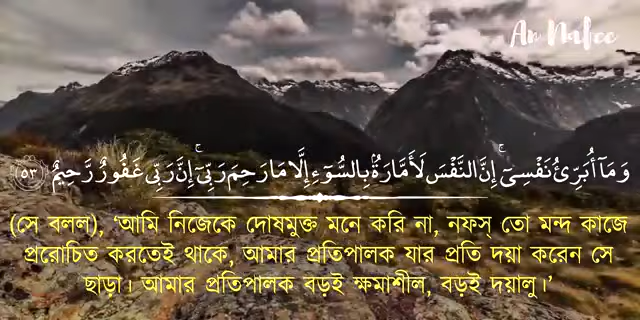 An Nafee
وَمَآ أُبَرِّئُ نَفْسِىٓ ۚ إِنَّ ٱلنَّفْسَ لَأَمَّارَةٌۢ بِٱلسُّوٓءِ إِلَّا مَا رَحِمَ رَبِّىٓ ۚ إِنَّ رَبِّى غَفُورٌ رَّحِيمٌ ۝٥٣
(সে বলল), ‘আমি নিজেকে দোষমুক্ত মনে করি না, নফস্ তো মন্দ কাজে
প্ররোচিত করতেই থাকে, আমার প্রতিপালক যার প্রতি দয়া করেন সে
ছাড়া। আমার প্রতিপালক বড়ই ক্ষমাশীল, বড়ই দয়ালু।’